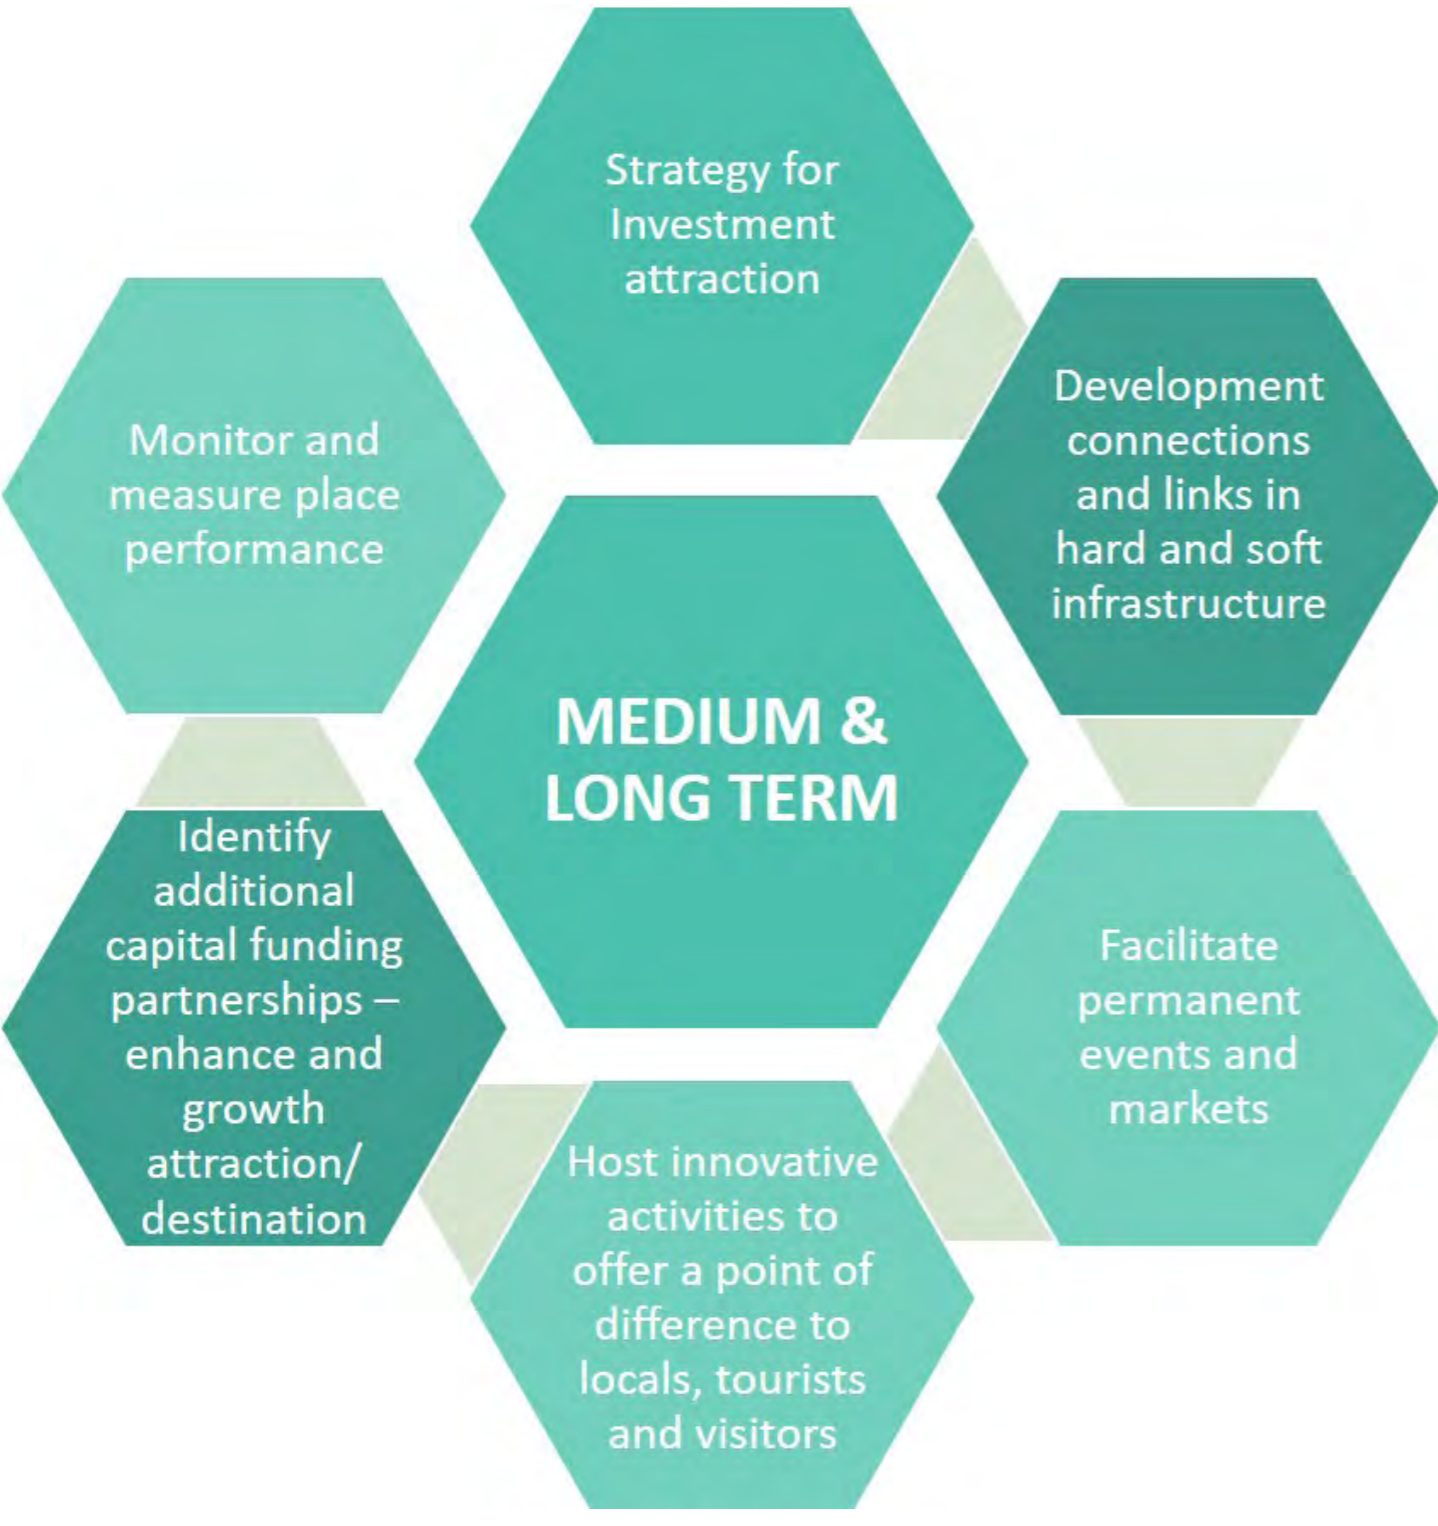 Strategy for
Investment
attraction
Development
connections
and links in
hard and soft
infrastructure
Facilitate
permanent
events and
markets
Host innovative
activities to
offer a point of
difference to
locals, tourists
and visitors
Identify
additional
capital funding
partnerships –
enhance and
growth
attraction/
destination
Monitor and
measure place
performance
MEDIUM &
LONG TERM